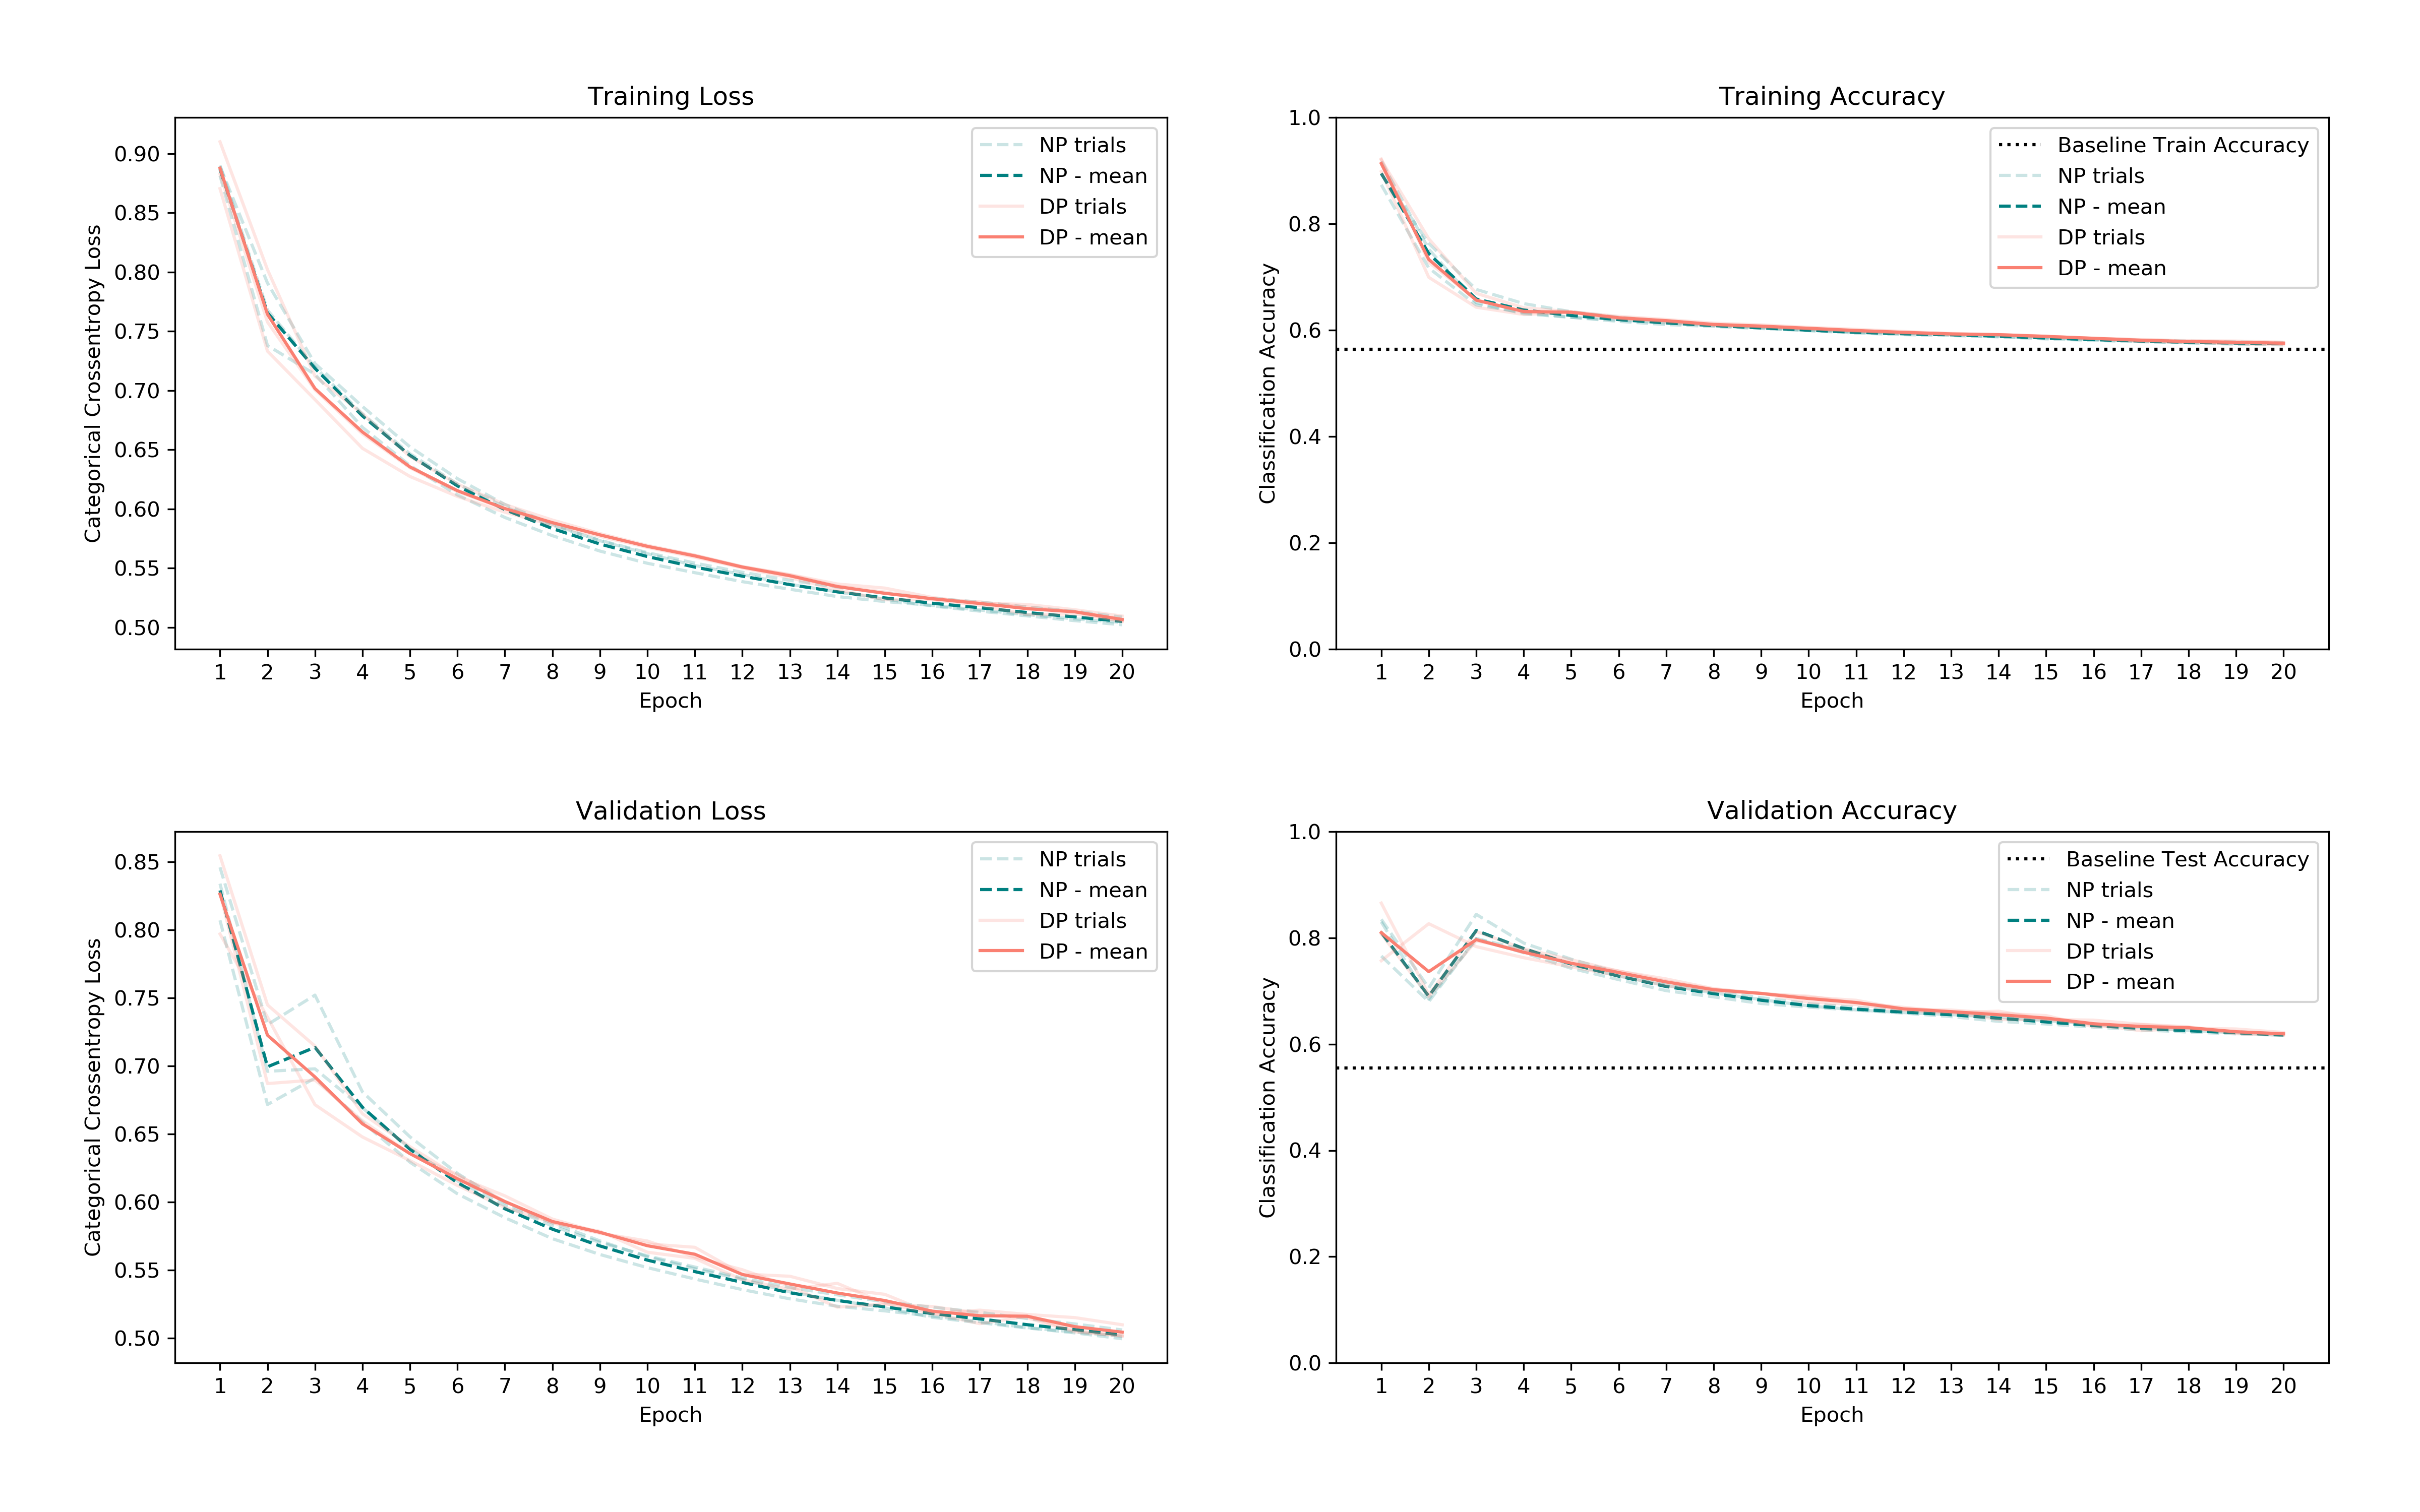 Training Loss
Categorical Crossentropy Loss
0.90
0.85
0.80
0.75
0.70
0.65
0.60
0.55
0.50
NP trials
NP - mean
DP trials
DP - mean
1 2 3 4 5 6 7 8 9 10 11 12 13 14 15 16 17 18 19 20
Epoch
Training Accuracy
Classification Accuracy
1.0
0.8
0.6
0.4
0.2
0.0
Baseline Train Accuracy
NP trials
NP - mean
DP trials
DP - mean
1 2 3 4 5 6 7 8 9 10 11 12 13 14 15 16 17 18 19 20
Epoch
Validation Loss
Categorical Crossentropy Loss
0.85
0.80
0.75
0.70
0.65
0.60
0.55
0.50
NP trials
NP - mean
DP trials
DP - mean
1 2 3 4 5 6 7 8 9 10 11 12 13 14 15 16 17 18 19 20
Epoch
Validation Accuracy
Classification Accuracy
1.0
0.8
0.6
0.4
0.2
0.0
Baseline Test Accuracy
NP trials
NP - mean
DP trials
DP - mean
1 2 3 4 5 6 7 8 9 10 11 12 13 14 15 16 17 18 19 20
Epoch